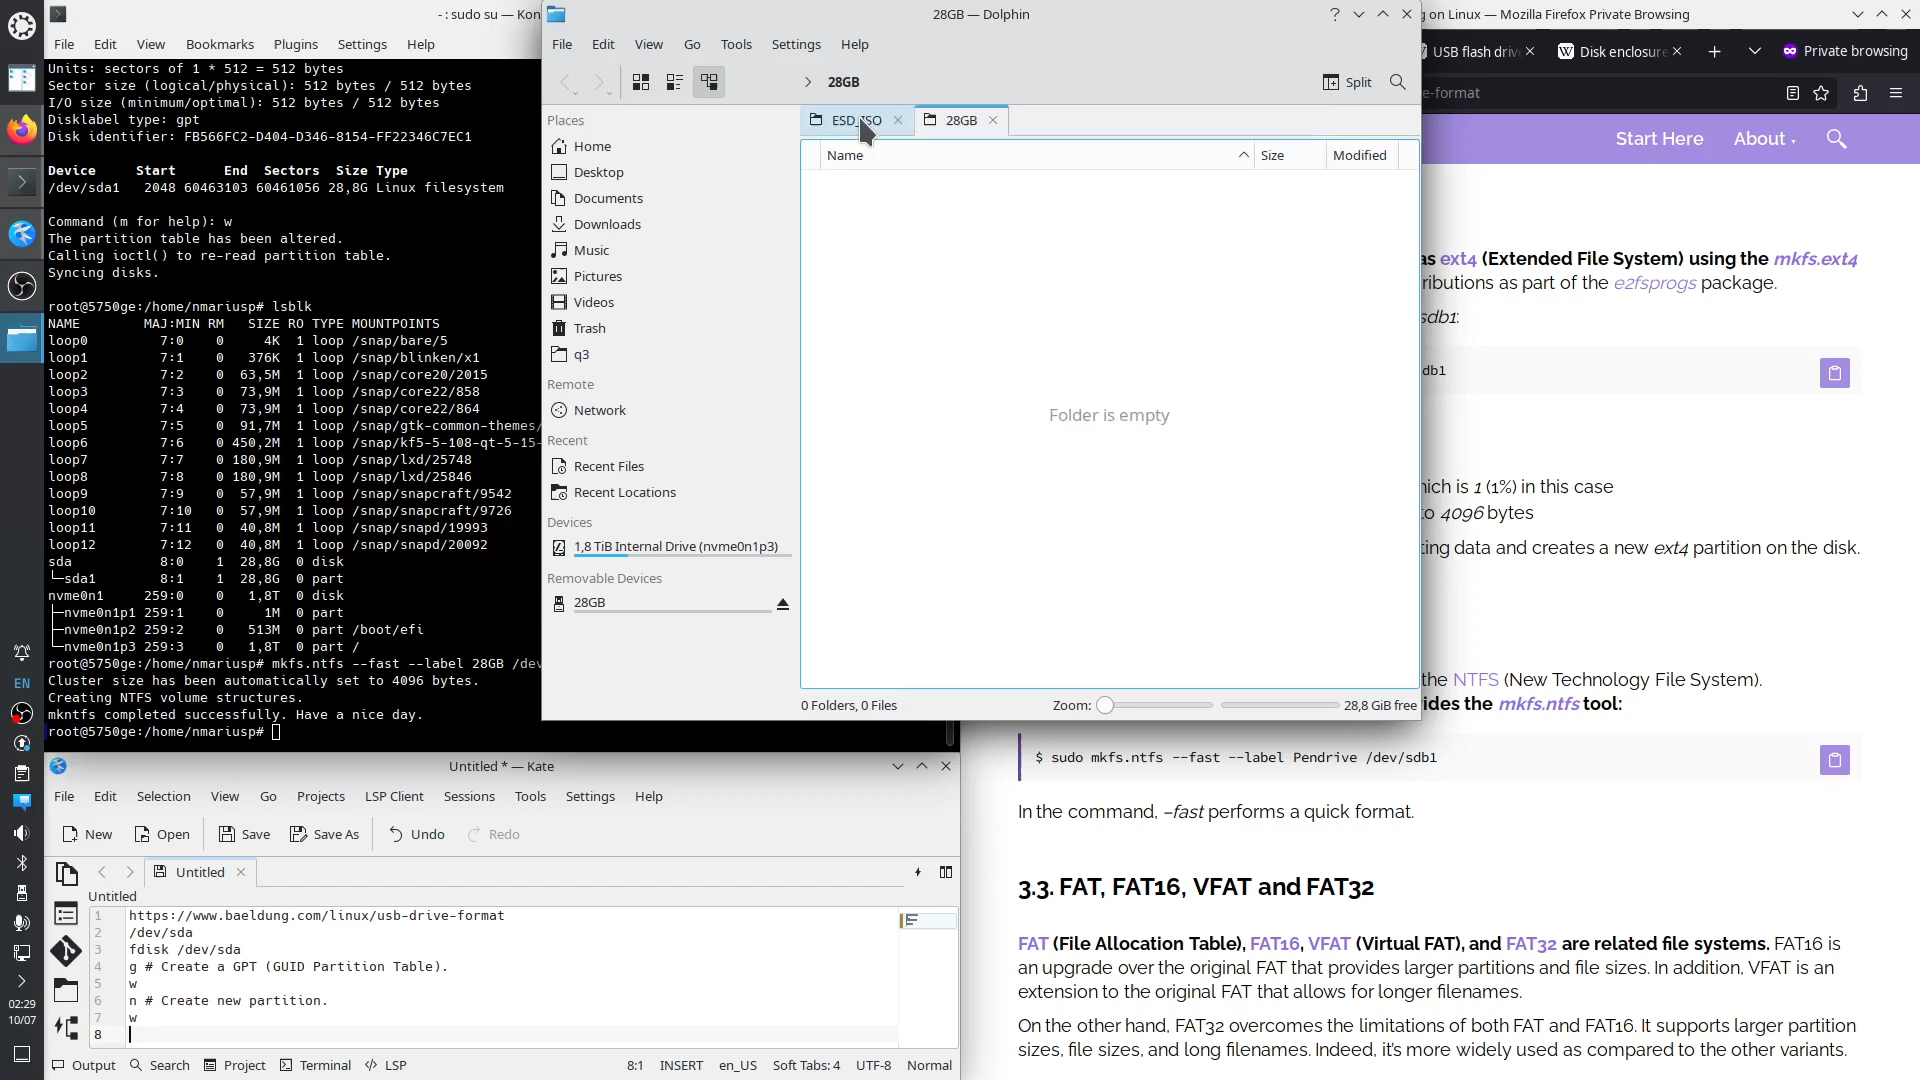 - : sudo su — Kon
File Edit View Bookmarks Plugins Settings Help
Units: sectors of 1 * 512 = 512 bytes
Sector size (logical/physical): 512 bytes / 512 bytes
I/O size (minimum/optimal): 512 bytes / 512 bytes
Disklabel type: gpt
Disk identifier: FB566FC2-D404-D346-8154-FF22346C7EC1
Device Start End Sectors Size Type
/dev/sda1 2048 60463103 60461056 28,8G Linux filesystem
Command (m for help): w
The partition table has been altered.
Calling ioctl() to re-read partition table.
Syncing disks.
root@5750ge:/home/nmariusp# lsblk
NAME MAJ:MIN RM SIZE RO TYPE MOUNTPOINTS
loop0 7:0 0 4K 1 loop /snap/bare/5
loop1 7:1 0 376K 1 loop /snap/blinken/x1
loop2 7:2 0 63,5M 1 loop /snap/core20/2015
loop3 7:3 0 73,9M 1 loop /snap/core22/858
loop4 7:4 0 73,9M 1 loop /snap/core22/864
loop5 7:5 0 91,7M 1 loop /snap/gtk-common-themes/
loop6 7:6 0 450,2M 1 loop /snap/kf5-5-108-qt-5-15-
loop7 7:7 0 180,9M 1 loop /snap/lxd/25748
loop8 7:8 0 180,9M 1 loop /snap/lxd/25846
loop9 7:9 0 57,9M 1 loop /snap/snapcraft/9542
loop10 7:10 0 57,9M 1 loop /snap/snapcraft/9726
loop11 7:11 0 40,8M 1 loop /snap/snapd/19993
loop12 7:12 0 40,8M 1 loop /snap/snapd/20092
sda 8:0 1 28,8G 0 disk
└─sda1 8:1 1 28,8G 0 part
nvme0n1 259:0 0 1,8T 0 disk
├─nvme0n1p1 259:1 0 1M 0 part
├─nvme0n1p2 259:2 0 513M 0 part /boot/efi
└─nvme0n1p3 259:3 0 1,8T 0 part /
root@5750ge:/home/nmariusp# mkfs.ntfs --fast --label 28GB /dev
Cluster size has been automatically set to 4096 bytes.
Creating NTFS volume structures.
mkntfs completed successfully. Have a nice day.
root@5750ge:/home/nmariusp#
28GB — Dolphin
File Edit View Go Tools Settings Help
28GB
Split
Places
Home
Desktop
Documents
Downloads
Music
Pictures
Videos
Trash
q3
Remote
Network
Recent
Recent Files
Recent Locations
Devices
1,8 TiB Internal Drive (nvme0n1p3)
Removable Devices
28GB
ESD_ISO 28GB
Name Size Modified
Folder is empty
0 Folders, 0 Files Zoom: 28,8 GiB free
g on Linux — Mozilla Firefox Private Browsing
USB flash driv Disk enclosure Private browsing
e-format
Start Here About
as ext4 (Extended File System) using the mkfs.ext4
ributions as part of the e2fsprogs package.
sdb1:
db1
hich is 1 (1%) in this case
to 4096 bytes
ting data and creates a new ext4 partition on the disk.
the NTFS (New Technology File System).
ides the mkfs.ntfs tool:
$ sudo mkfs.ntfs --fast --label Pendrive /dev/sdb1
In the command, –fast performs a quick format.
3.3. FAT, FAT16, VFAT and FAT32
FAT (File Allocation Table), FAT16, VFAT (Virtual FAT), and FAT32 are related file systems. FAT16 is
an upgrade over the original FAT that provides larger partitions and file sizes. In addition, VFAT is an
extension to the original FAT that allows for longer filenames.
On the other hand, FAT32 overcomes the limitations of both FAT and FAT16. It supports larger partition
sizes, file sizes, and long filenames. Indeed, it's more widely used as compared to the other variants.
Untitled * — Kate
File Edit Selection View Go Projects LSP Client Sessions Tools Settings Help
New Open Save Save As Undo Redo
Untitled
Untitled
1 https://www.baeldung.com/linux/usb-drive-format
2 /dev/sda
3 fdisk /dev/sda
4 g # Create a GPT (GUID Partition Table).
5 w
6 n # Create new partition.
7 w
8
Output Search Project Terminal LSP 8:1 INSERT en_US Soft Tabs: 4 UTF-8 Normal
EN
02:29
10/07